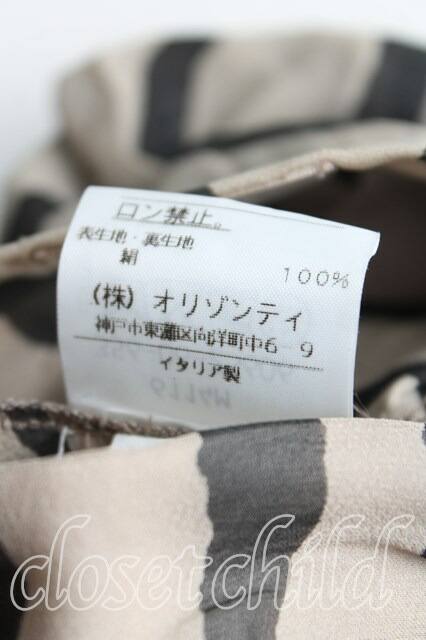 ロン禁止。
表生地・裏生地
絹
100%
(株)オリゾンティ
神戸市東灘区向洋町中6 9
イタリア製
closetchild